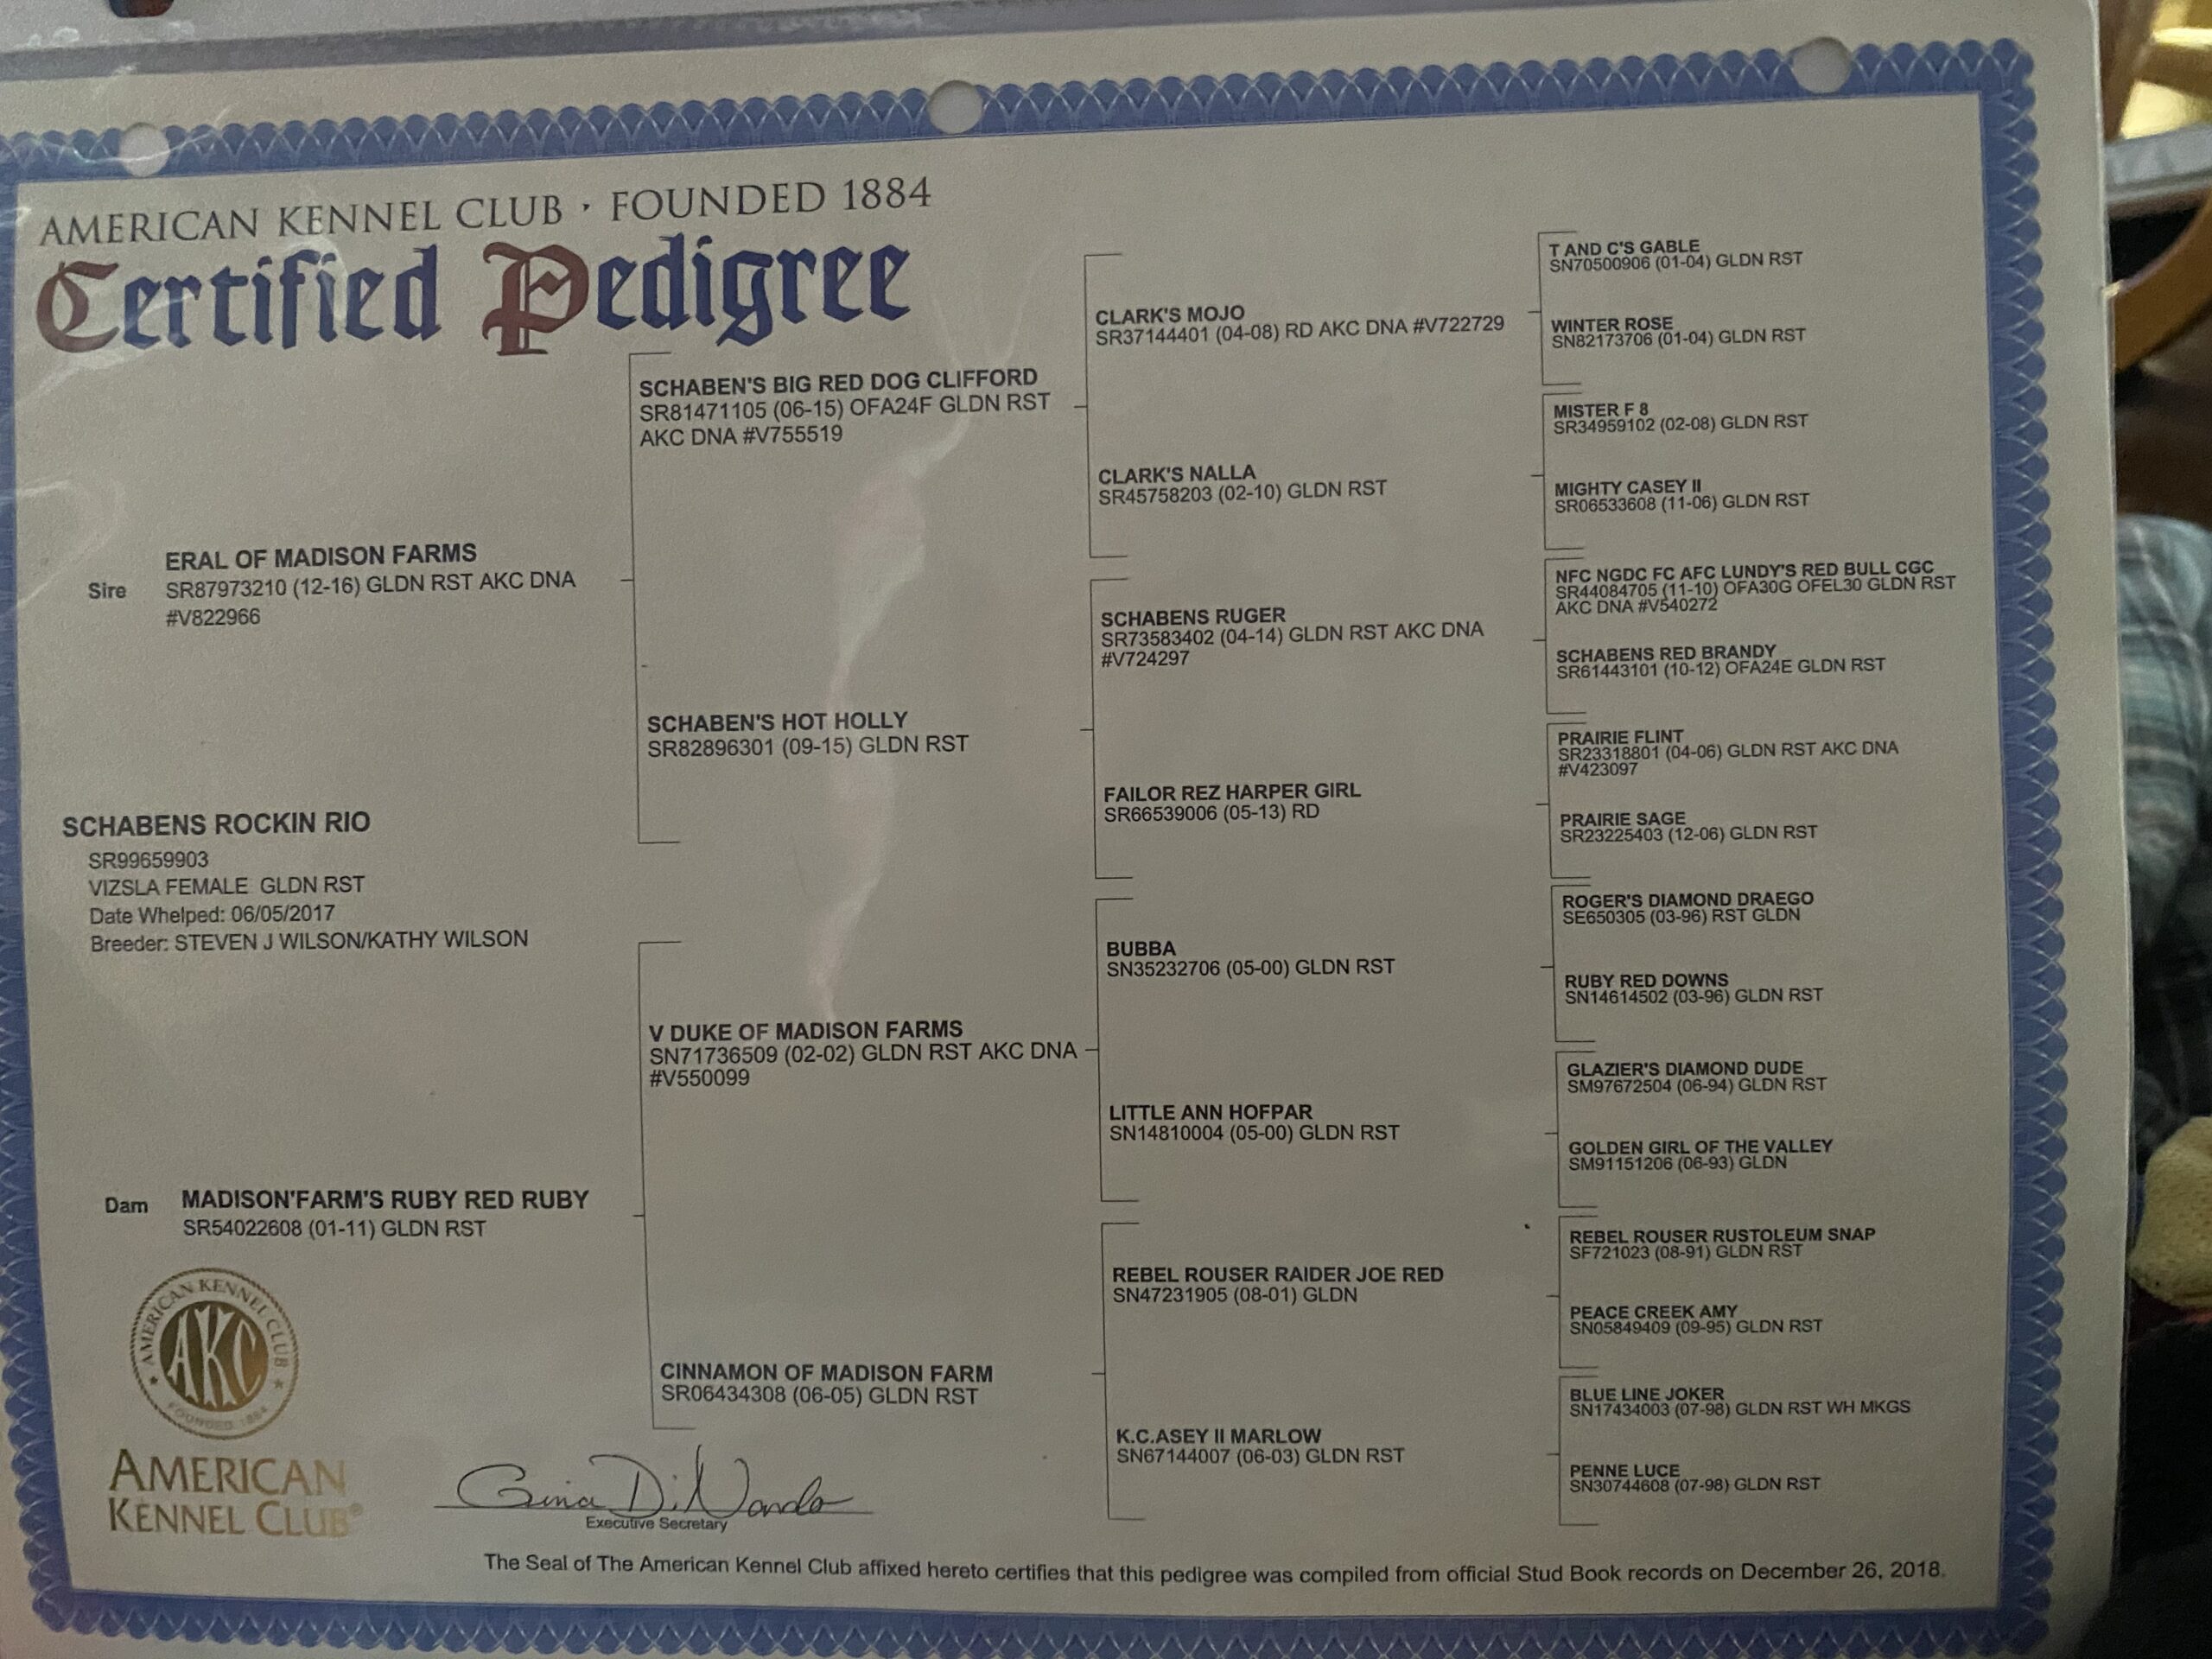 AMERICAN KENNEL CLUB · FOUNDED 1884
Certified Pedigree
Sire
ERAL OF MADISON FARMS
SR87973210 (12-16) GLDN RST AKC DNA
#V822966
SCHABENS ROCKIN RIO
SR99659903
VIZSLA FEMALE GLDN RST
Date Whelped: 06/05/2017
Breeder: STEVEN J WILSON/KATHY WILSON
Dam
MADISON'FARM'S RUBY RED RUBY
SR54022608 (01-11) GLDN RST
SCHABEN'S BIG RED DOG CLIFFORD
SR81471105 (06-15) OFA24F GLDN RST
AKC DNA #V755519
SCHABEN'S HOT HOLLY
SR82896301 (09-15) GLDN RST
V DUKE OF MADISON FARMS
SN71736509 (02-02) GLDN RST AKC DNA
#V550099
CINNAMON OF MADISON FARM
SR06434308 (06-05) GLDN RST
CLARK'S MOJO
SR37144401 (04-08) RD AKC DNA #V722729
CLARK'S NALLA
SR45758203 (02-10) GLDN RST
SCHABENS RUGER
SR73583402 (04-14) GLDN RST AKC DNA
#V724297
FAILOR REZ HARPER GIRL
SR66539006 (05-13) RD
BUBBA
SN35232706 (05-00) GLDN RST
LITTLE ANN HOFPAR
SN14810004 (05-00) GLDN RST
REBEL ROUSER RAIDER JOE RED
SN47231905 (08-01) GLDN
K.C.ASEY II MARLOW
SN67144007 (06-03) GLDN RST
T AND C'S GABLE
SN70500906 (01-04) GLDN RST
WINTER ROSE
SN82173706 (01-04) GLDN RST
MISTER F 8
SR34959102 (02-08) GLDN RST
MIGHTY CASEY II
SR06533608 (11-06) GLDN RST
NFC NGDC FC AFC LUNDY'S RED BULL CGC
SR44084705 (11-10) OFA30G OFEL30 GLDN RST
AKC DNA #V540272
SCHABENS RED BRANDY
SR61443101 (10-12) OFA24E GLDN RST
PRAIRIE FLINT
SR23318801 (04-06) GLDN RST AKC DNA
#V423097
PRAIRIE SAGE
SR23225403 (12-06) GLDN RST
ROGER'S DIAMOND DRAEGO
SE650305 (03-96) RST GLDN
RUBY RED DOWNS
SN14614502 (03-96) GLDN RST
GLAZIER'S DIAMOND DUDE
SM97672504 (06-94) GLDN RST
GOLDEN GIRL OF THE VALLEY
SM91151206 (06-93) GLDN
REBEL ROUSER RUSTOLEUM SNAP
SF721023 (08-91) GLDN RST
PEACE CREEK AMY
SN05849409 (09-95) GLDN RST
BLUE LINE JOKER
SN17434003 (07-98) GLDN RST WH MKGS
PENNE LUCE
SN30744608 (07-98) GLDN RST
AMERICAN KENNEL CLUB
AKC
FOUNDED 1884
AMERICAN
KENNEL CLUB®
Gina DiNardo
Executive Secretary
The Seal of The American Kennel Club affixed hereto certifies that this pedigree was compiled from official Stud Book records on December 26, 2018.